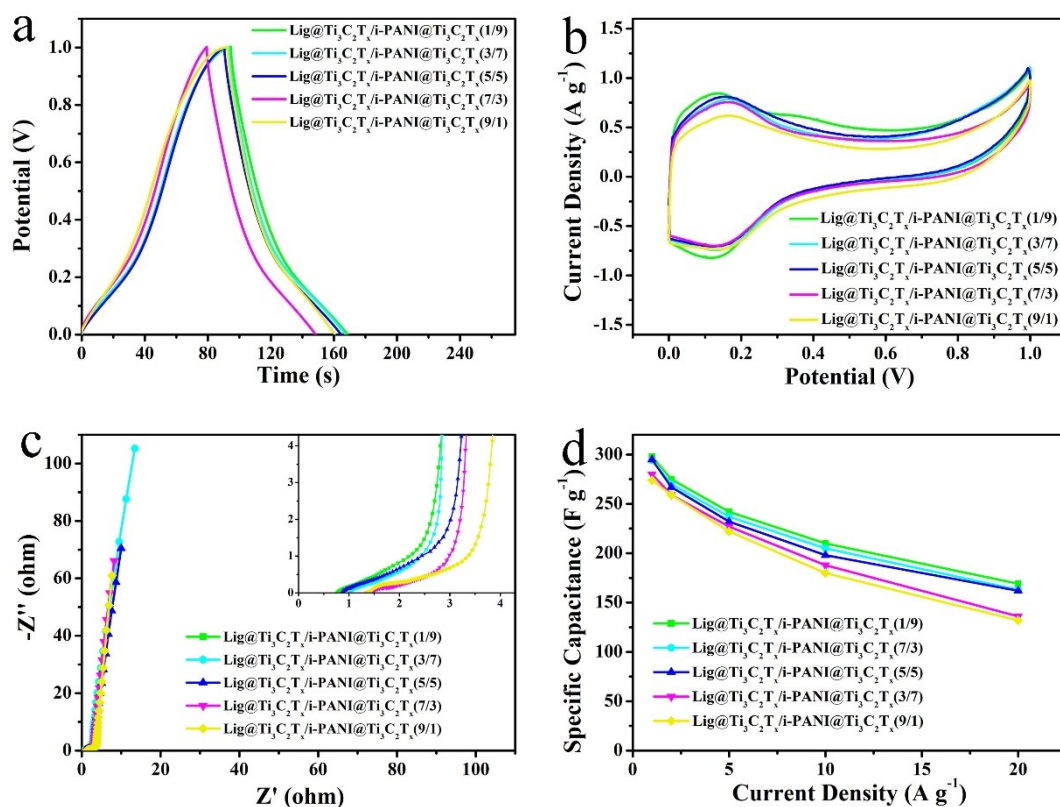 a
Lig@Ti3C2Tx/i-PANI@Ti3C2Tx(1/9)
Lig@Ti3C2Tx/i-PANI@Ti3C2Tx(3/7)
Lig@Ti3C2Tx/i-PANI@Ti3C2Tx(5/5)
Lig@Ti3C2Tx/i-PANI@Ti3C2Tx(7/3)
Lig@Ti3C2Tx/i-PANI@Ti3C2Tx(9/1)
1.0
0.8
0.6
0.4
0.2
0.0
Potential (V)
0 40 80 120 160 200 240
Time (s)
b
1.5
1.0
0.5
0.0
-0.5
-1.0
-1.5
Current Density (A g-1)
Lig@Ti3C2Tx/i-PANI@Ti3C2Tx(1/9)
Lig@Ti3C2Tx/i-PANI@Ti3C2Tx(3/7)
Lig@Ti3C2Tx/i-PANI@Ti3C2Tx(5/5)
Lig@Ti3C2Tx/i-PANI@Ti3C2Tx(7/3)
Lig@Ti3C2Tx/i-PANI@Ti3C2Tx(9/1)
0.0 0.2 0.4 0.6 0.8 1.0
Potential (V)
c
100
80
60
40
20
0
-Z'' (ohm)
4
3
2
1
0
1 2 3 4
Lig@Ti3C2Tx/i-PANI@Ti3C2Tx(1/9)
Lig@Ti3C2Tx/i-PANI@Ti3C2Tx(3/7)
Lig@Ti3C2Tx/i-PANI@Ti3C2Tx(5/5)
Lig@Ti3C2Tx/i-PANI@Ti3C2Tx(7/3)
Lig@Ti3C2Tx/i-PANI@Ti3C2Tx(9/1)
0 20 40 60 80 100
Z' (ohm)
d
300
250
200
150
100
50
0
Specific Capacitance (F g-1)
Lig@Ti3C2Tx/i-PANI@Ti3C2Tx(1/9)
Lig@Ti3C2Tx/i-PANI@Ti3C2Tx(7/3)
Lig@Ti3C2Tx/i-PANI@Ti3C2Tx(5/5)
Lig@Ti3C2Tx/i-PANI@Ti3C2Tx(3/7)
Lig@Ti3C2Tx/i-PANI@Ti3C2Tx(9/1)
0 5 10 15 20
Current Density (A g-1)